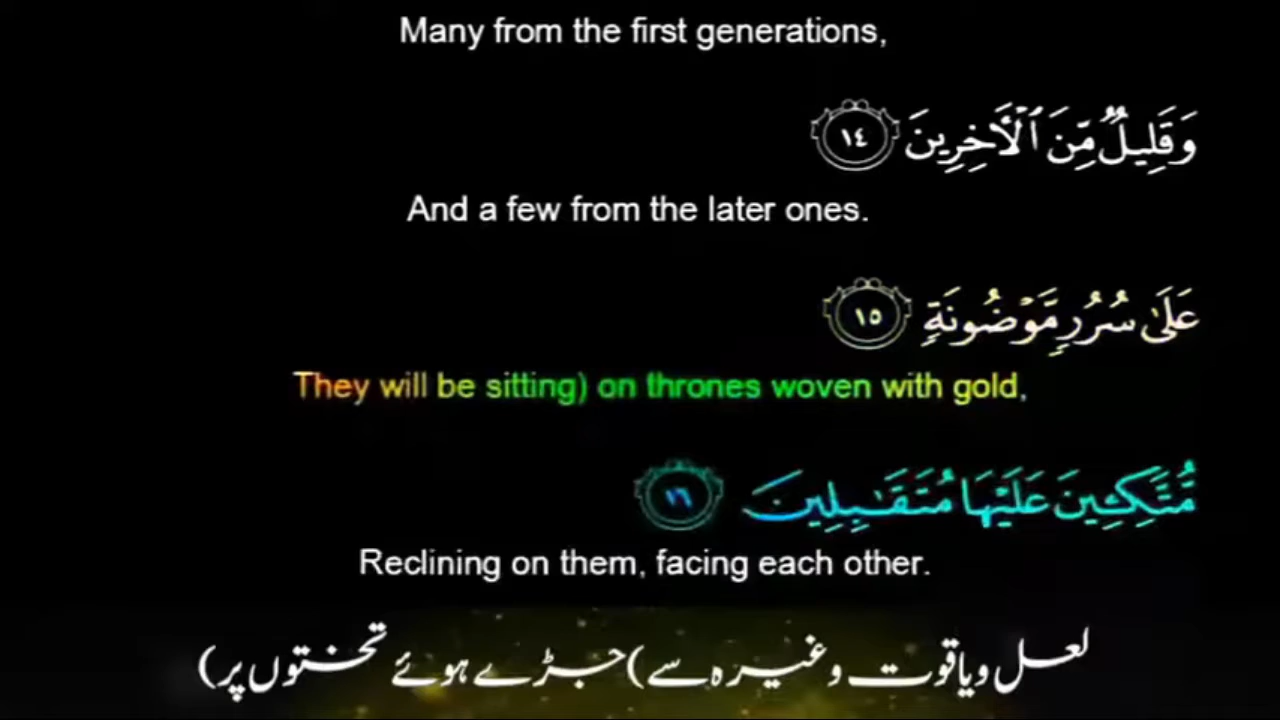 Many from the first generations,
وَقَلِيلٌ مِّنَ ٱلْأَخِرِينَ ١٤
And a few from the later ones.
عَلَىٰ سُرُرٍ مَّوْضُونَةٍ ١٥
They will be sitting) on thrones woven with gold,
مُّتَّكِـِٔينَ عَلَيْهَا مُتَقَـٰبِلِينَ ١٦
Reclining on them, facing each other.
لعل و یاقوت وغیرہ سے) جڑے ہوئے تختوں پر)